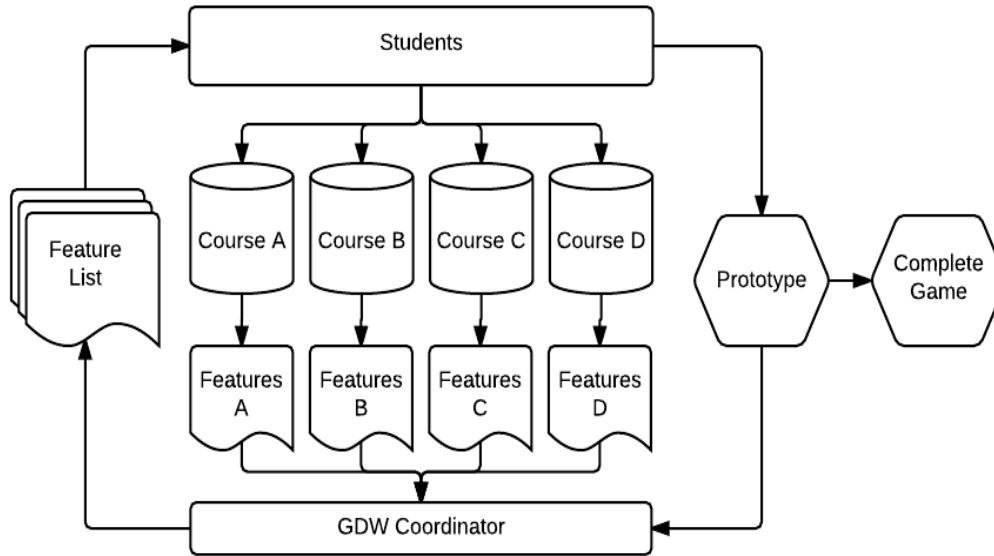 Students
Course A
Course B
Course C
Course D
Feature
List
Prototype
Complete
Game
Features
A
Features
B
Features
C
Features
D
GDW Coordinator